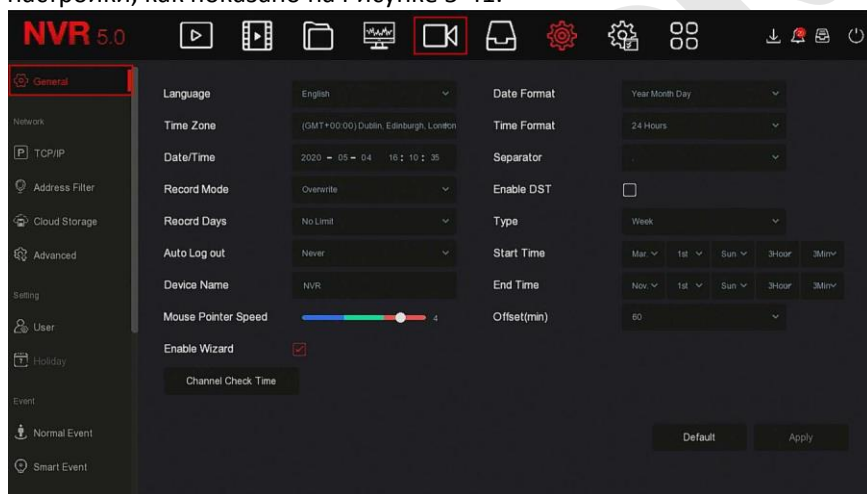 настройки, как показано на Рисунке 5-41.
NVR 5.0
General
Network
TCP/IP
Address Filter
Cloud Storage
Advanced
Setting
User
Holiday
Event
Normal Event
Smart Event
Language English
Time Zone (GMT+00:00) Dublin, Edinburgh, London
Date/Time 2020 - 05 - 04 16 : 10 : 35
Record Mode Overwrite
Reocrd Days No Limit
Auto Log out Never
Device Name NVR
Mouse Pointer Speed 4
Enable Wizard
Channel Check Time
Date Format Year Month Day
Time Format 24 Hours
Separator .
Enable DST
Type Week
Start Time Mar. 1st Sun 3Hour 3Min
End Time Nov. 1st Sun 3Hour 3Min
Offset(min) 60
Default Apply